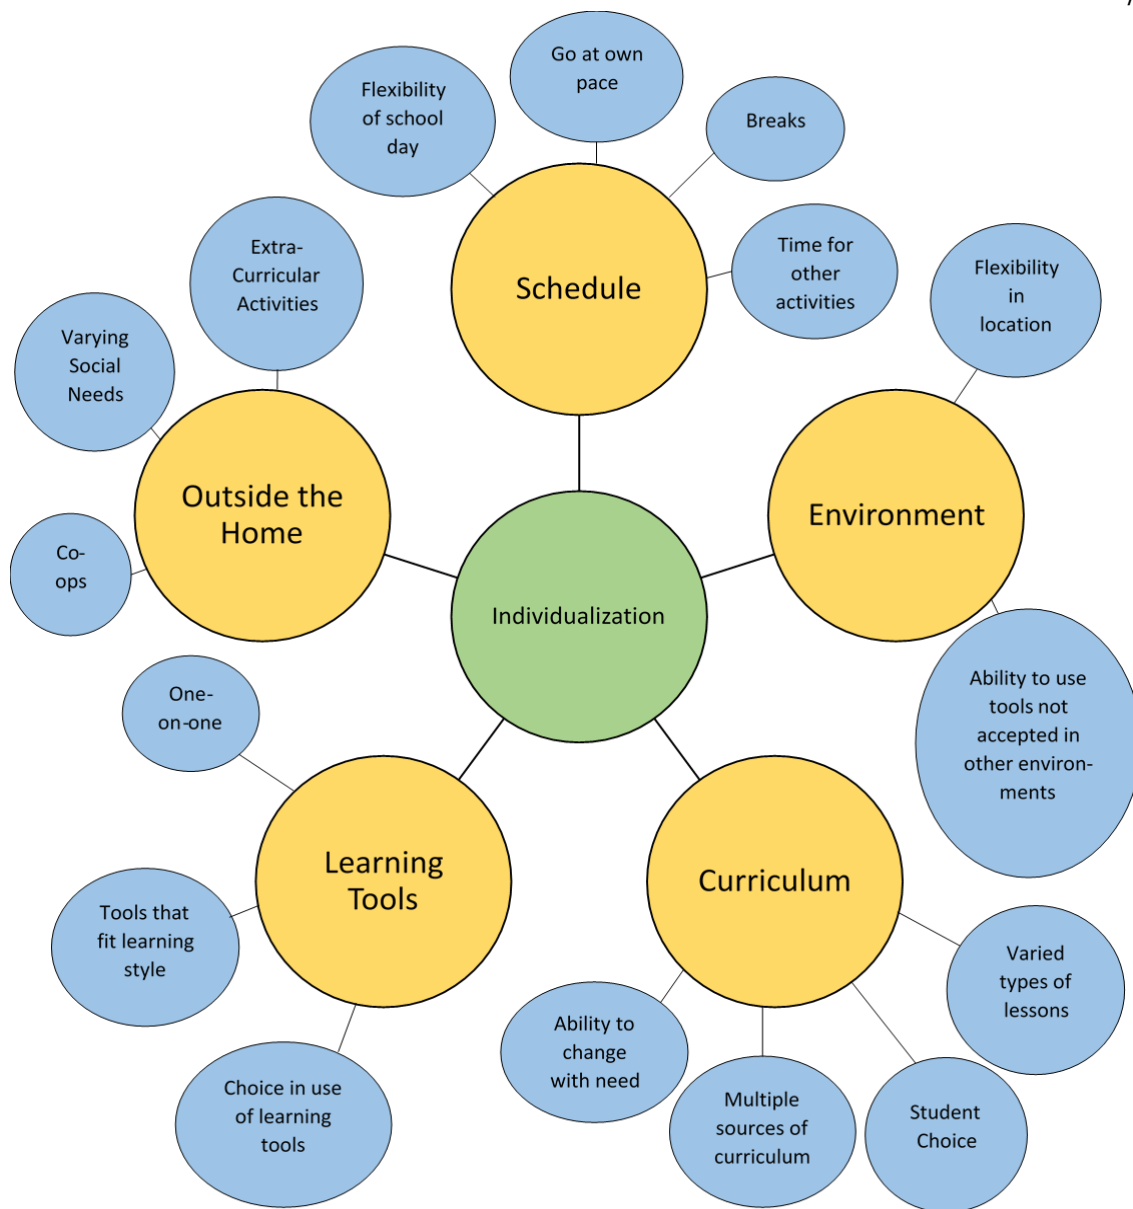 Go at own
pace
Flexibility
of school
day
Breaks
Extra-
Curricular
Activities
Time for
other
activities
Flexibility
in
location
Schedule
Varying
Social
Needs
Outside the
Home
Environment
Co-
ops
Individualization
One-
on-one
Ability to use
tools not
accepted in
other environ-
ments
Learning
Tools
Curriculum
Tools that
fit learning
style
Varied
types of
lessons
Ability to
change
with need
Choice in use
of learning
tools
Multiple
sources of
curriculum
Student
Choice